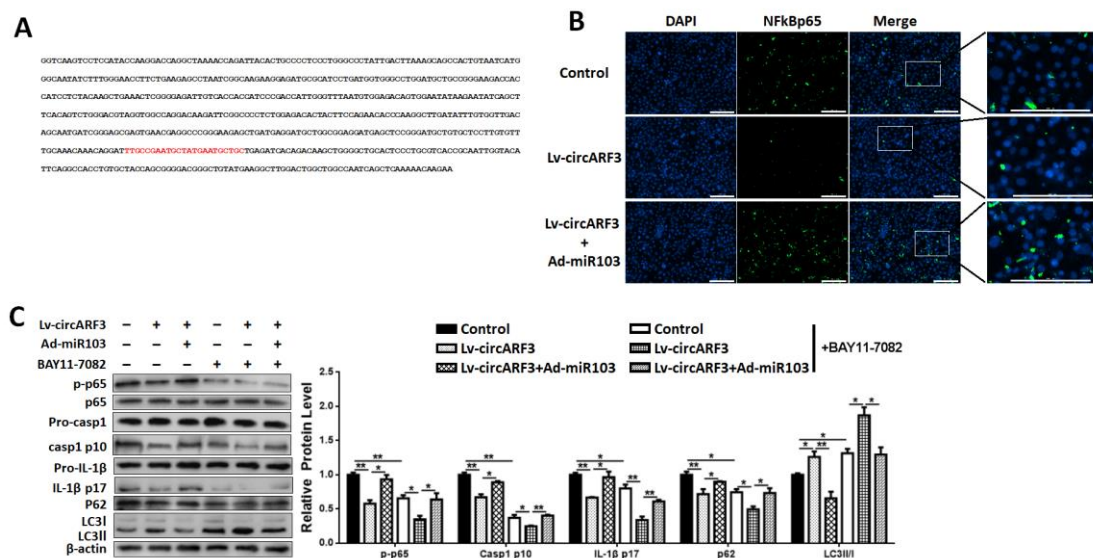 A
GGTCAAGTCCTCCATACCAAGGACCAGGCTAAAACCAGATTACACTGCCCCTCCCTGGGCCCTATTGACTTAAAGCAGCCACTGTAATCATG
GGCAATATCTTTGGGAACCTTCTGAAGAGCCTAATCGGCAAGAAGGAGATGCGCATCCTGATGGTGGGCCTGGATGCTGCGGGAAGACCAC
CATCCTCTACAAGCTGAAACTCGGGGAGATTGTCACCACCATCCCGACCATTGGGTTTAATGTGGAGACAGTGGAATATAAGAATATCAGCT
TCACAGTCTGGGACGTAGGTGGCCAGGACAAGATTCGGCCCCTCTGGAGACACTACTTCCAGAACACCCAAGGCTTGATATTTGTGGTTGAC
AGCAATGATCGGGAGCGAGTGAACGAGGCCCGGGAAGAGCTGATGAGGATGCTGGCGGAGGATGAGCTCCGGGATGCTGTGCTCCTTGTGTT
TGCAAACAAACAGGATTTGCCGAATGCTATGAATGCTGCTGAGATCACAGACAAGCTGGGGCTGCACTCCCTGCGTCACCGCAATTGGTACA
TTCAGGCCACCTGTGCTACCAGCGGGGACGGGCTGTATGAAGGCTTGGACTGGCTGGCCAATCAGCTCAAAAACAAGAA
B
DAPI NFkBp65 Merge
Control
Lv-circARF3
Lv-circARF3
+
Ad-miR103
C
Lv-circARF3 – + + – + +
Ad-miR103 – – + – – +
BAY11-7082 – – – + + +
p-p65
p65
Pro-casp1
casp1 p10
Pro-IL-1β
IL-1β p17
P62
LC3Ⅰ
LC3Ⅱ
β-actin
Control Control
Lv-circARF3 Lv-circARF3
Lv-circARF3+Ad-miR103 Lv-circARF3+Ad-miR103
+BAY11-7082
Relative Protein Level
2.5
2.0
1.5
1.0
0.5
0.0
** ** * * **
** * * ** ** * * ** ** * * ** ** * * * * ** * *
p-p65 Casp1 p10 IL-1β p17 p62 LC3II/I